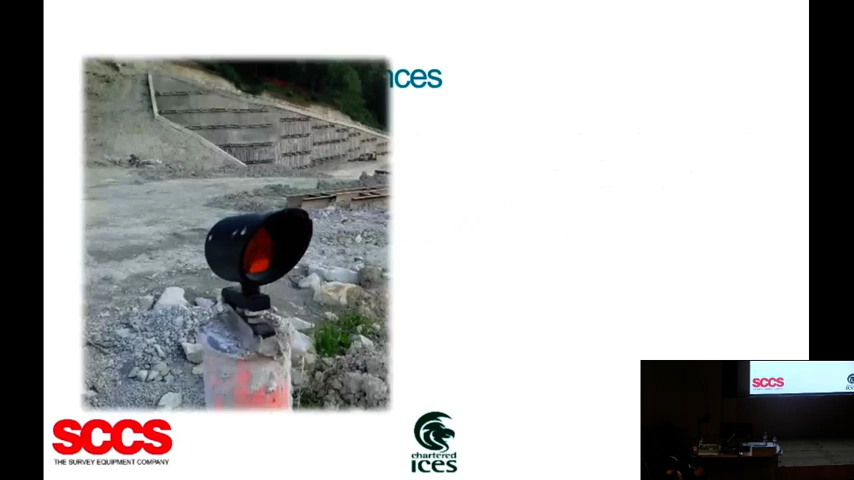 nces
SCCS
THE SURVEY EQUIPMENT COMPANY
chartered
ices
SCCS